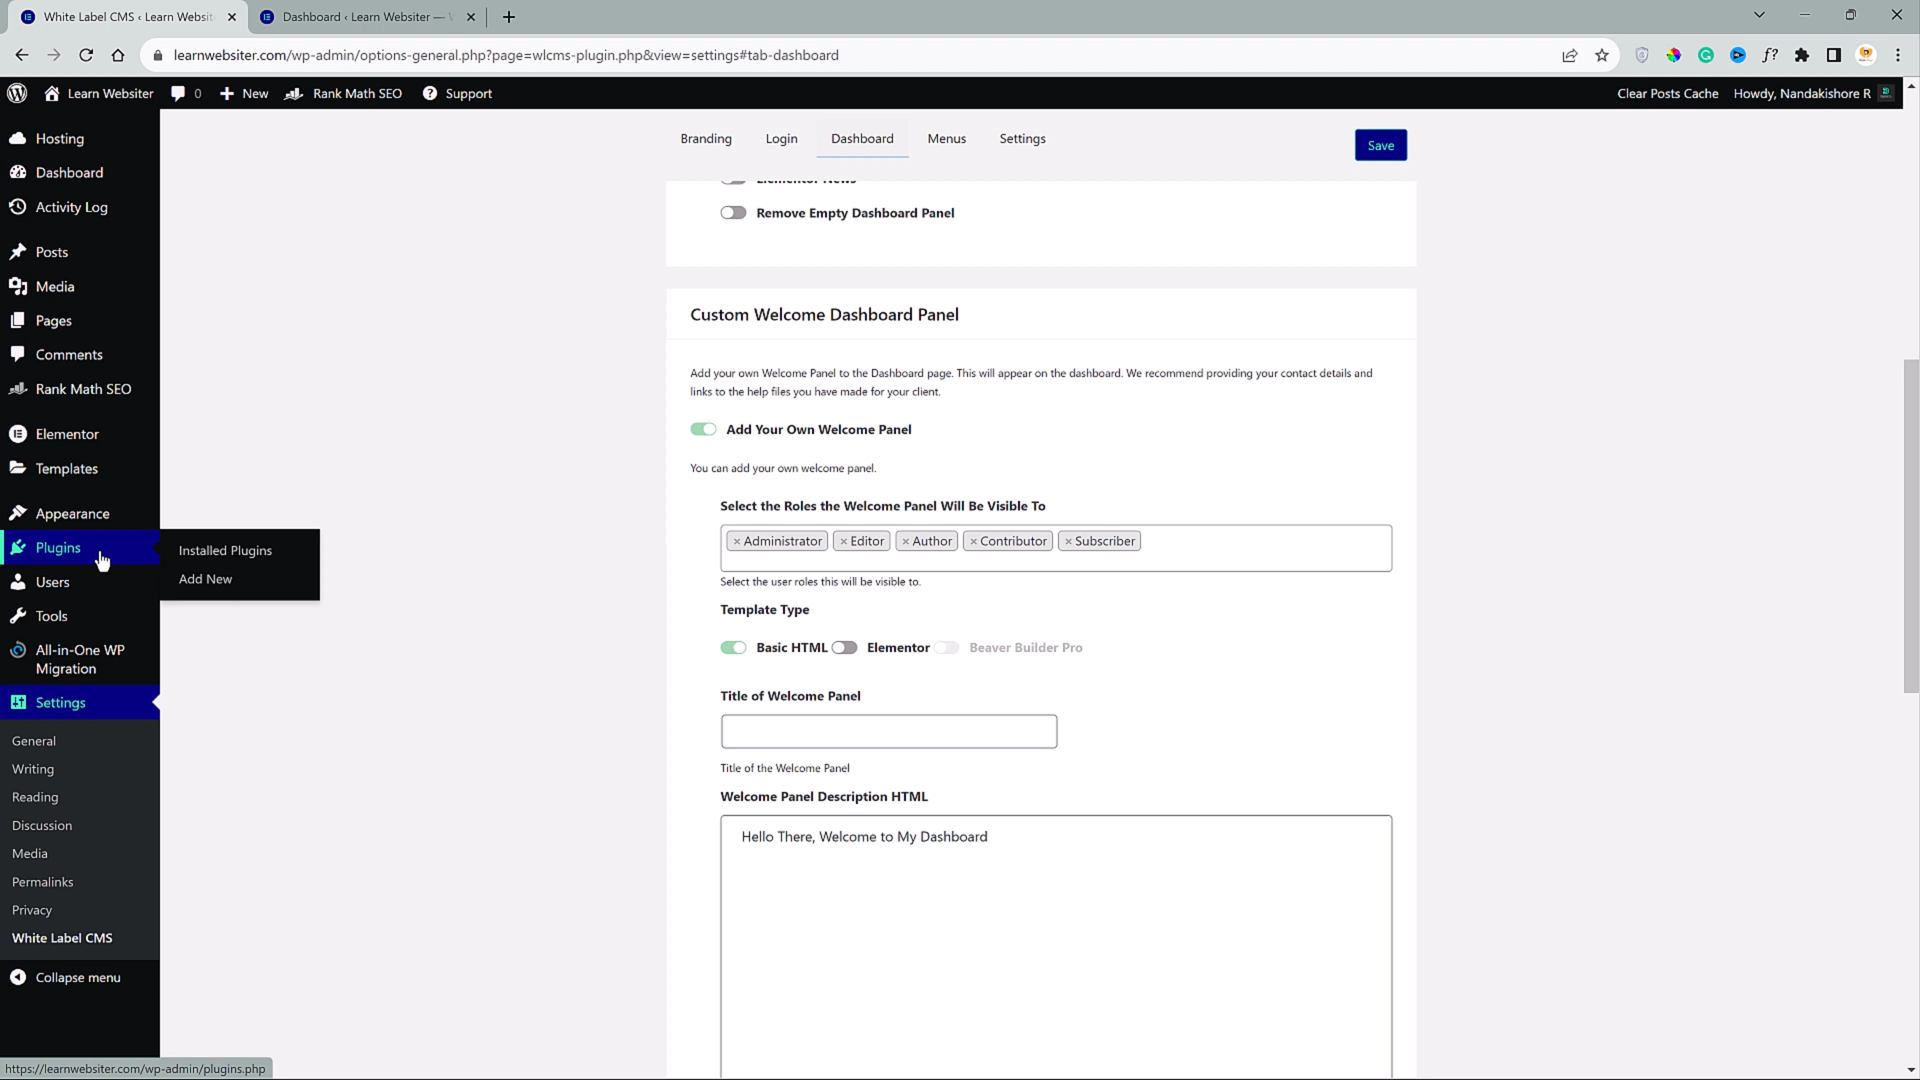 White Label CMS ‹ Learn Websit
Dashboard ‹ Learn Websiter —
learnwebsiter.com/wp-admin/options-general.php?page=wlcms-plugin.php&view=settings#tab-dashboard
f?
Learn Websiter
0
New
Rank Math SEO
Support
Clear Posts Cache
Howdy, Nandakishore R
Hosting
Dashboard
Activity Log
Posts
Media
Pages
Comments
Rank Math SEO
Elementor
Templates
Appearance
Plugins
Installed Plugins
Add New
Users
Tools
All-in-One WP
Migration
Settings
General
Writing
Reading
Discussion
Media
Permalinks
Privacy
White Label CMS
Collapse menu
Branding
Login
Dashboard
Menus
Settings
Save
Elementor News
Remove Empty Dashboard Panel
Custom Welcome Dashboard Panel
Add your own Welcome Panel to the Dashboard page. This will appear on the dashboard. We recommend providing your contact details and
links to the help files you have made for your client.
Add Your Own Welcome Panel
You can add your own welcome panel.
Select the Roles the Welcome Panel Will Be Visible To
× Administrator × Editor × Author × Contributor × Subscriber
Select the user roles this will be visible to.
Template Type
Basic HTML Elementor Beaver Builder Pro
Title of Welcome Panel
Title of the Welcome Panel
Welcome Panel Description HTML
Hello There, Welcome to My Dashboard
https://learnwebsiter.com/wp-admin/plugins.php